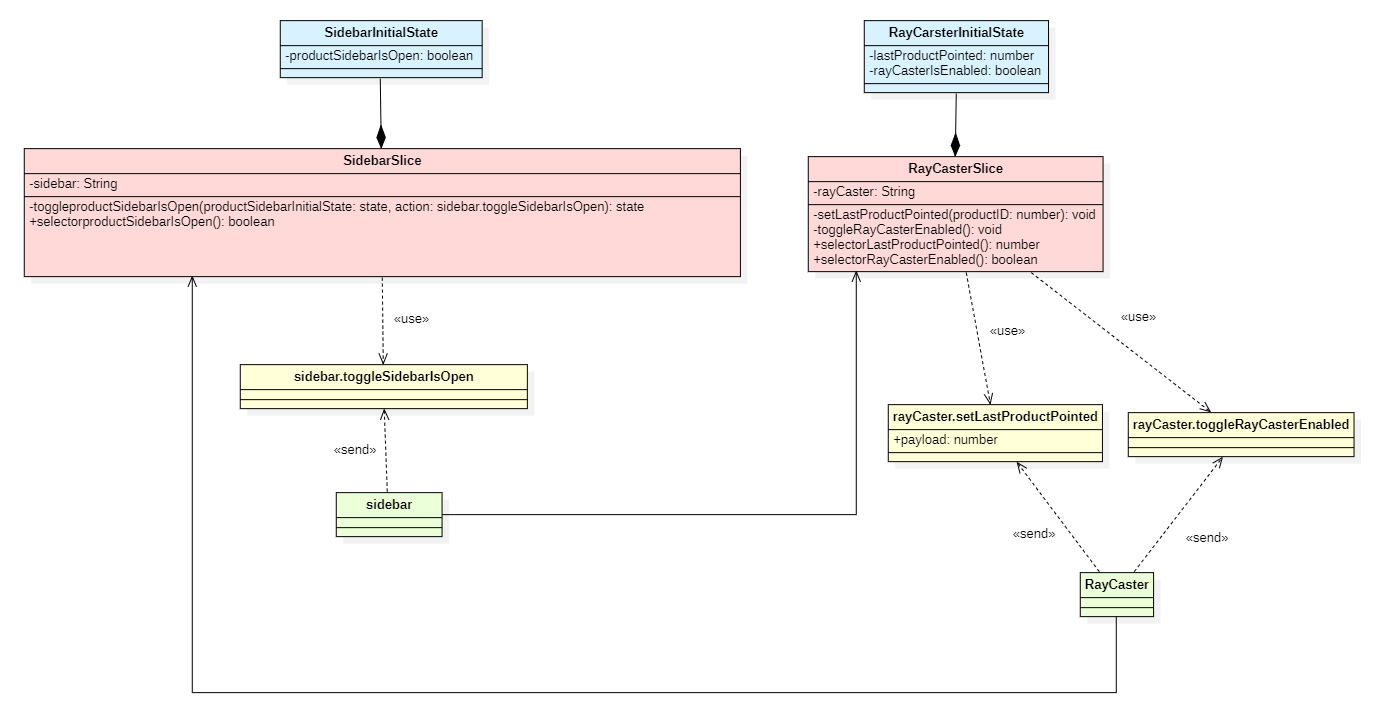 SidebarInitialState
-productSidebarIsOpen: boolean
RayCarsterInitialState
-lastProductPointed: number
-rayCasterIsEnabled: boolean
SidebarSlice
-sidebar: String
-toggleproductSidebarIsOpen(productSidebarInitialState: state, action: sidebar.toggleSidebarIsOpen): state
+selectorproductSidebarIsOpen(): boolean
RayCasterSlice
-rayCaster: String
-setLastProductPointed(productID: number): void
-toggleRayCasterEnabled(): void
+selectorLastProductPointed(): number
+selectorRayCasterEnabled(): boolean
«use»
«use»
«use»
sidebar.toggleSidebarIsOpen
rayCaster.setLastProductPointed
+payload: number
rayCaster.toggleRayCasterEnabled
«send»
sidebar
«send»
«send»
RayCaster